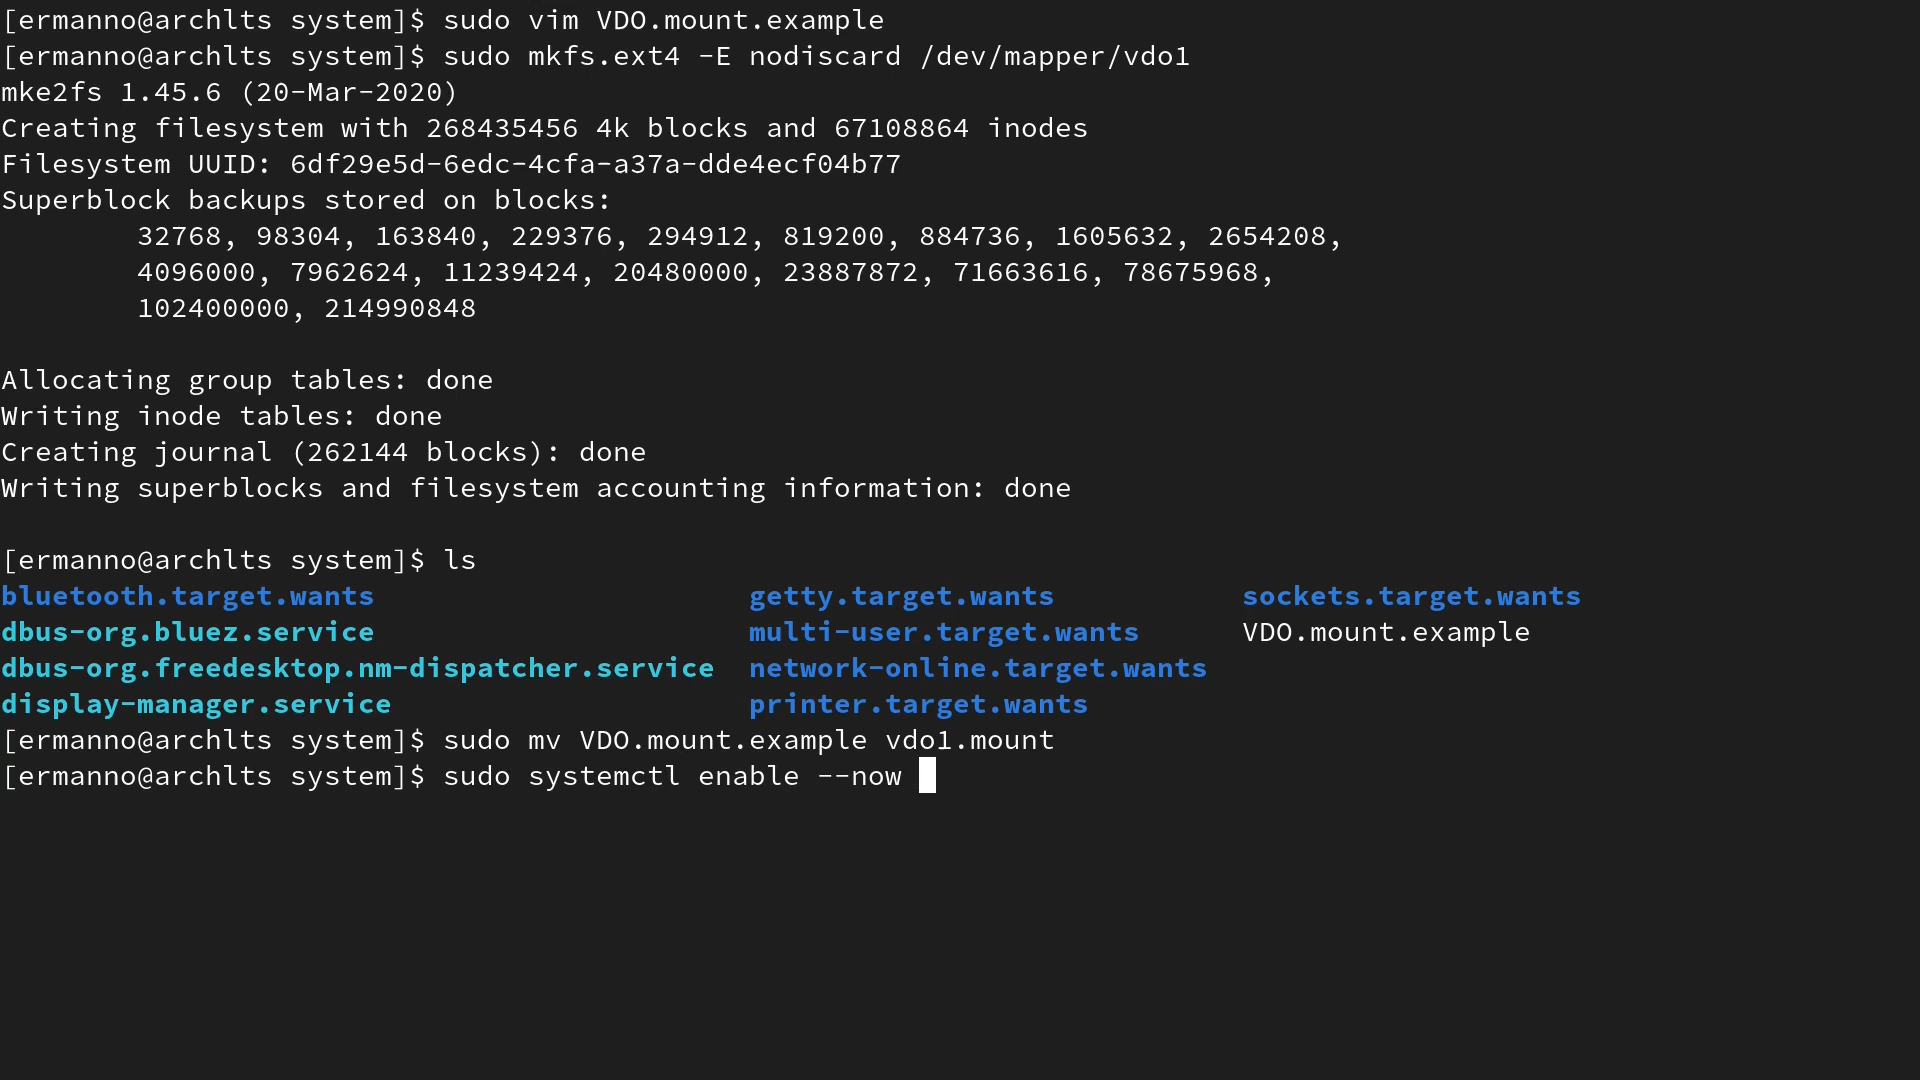 [ermanno@archlts system]$ sudo vim VDO.mount.example
[ermanno@archlts system]$ sudo mkfs.ext4 -E nodiscard /dev/mapper/vdo1
mke2fs 1.45.6 (20-Mar-2020)
Creating filesystem with 268435456 4k blocks and 67108864 inodes
Filesystem UUID: 6df29e5d-6edc-4cfa-a37a-dde4ecf04b77
Superblock backups stored on blocks:
        32768, 98304, 163840, 229376, 294912, 819200, 884736, 1605632, 2654208,
        4096000, 7962624, 11239424, 20480000, 23887872, 71663616, 78675968,
        102400000, 214990848

Allocating group tables: done
Writing inode tables: done
Creating journal (262144 blocks): done
Writing superblocks and filesystem accounting information: done

[ermanno@archlts system]$ ls
bluetooth.target.wants                      getty.target.wants           sockets.target.wants
dbus-org.bluez.service                      multi-user.target.wants      VDO.mount.example
dbus-org.freedesktop.nm-dispatcher.service  network-online.target.wants
display-manager.service                     printer.target.wants
[ermanno@archlts system]$ sudo mv VDO.mount.example vdo1.mount
[ermanno@archlts system]$ sudo systemctl enable --now